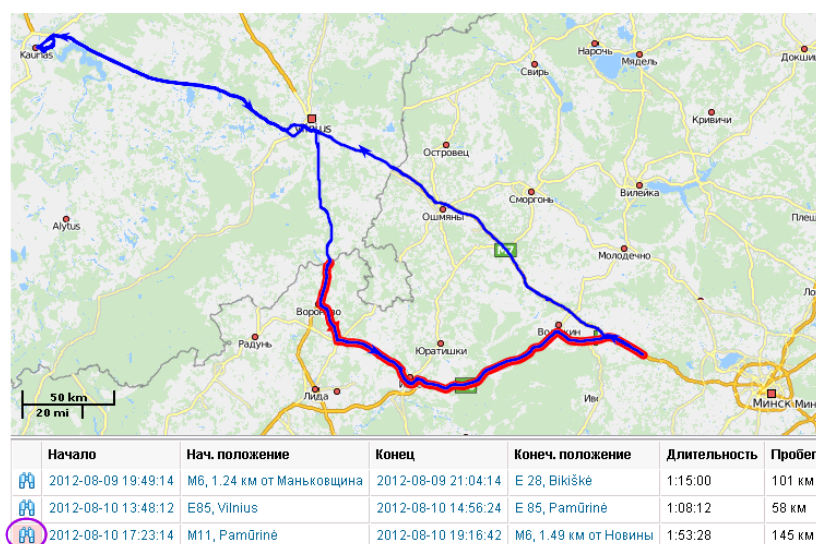 Kaunas
Нарочь
Мядель
Докши
Свирь
Кривичи
Островец
Сморгонь
Вилейка
Ошмяны
Плещ
Alytus
Молодечно
Радунь
Юратишки
Лида
Ив
50 km
20 mi
Минск
Мин
Начало Нач. положение Конец Конеч. положение Длительность Пробег
2012-08-09 19:49:14 М6, 1.24 км от Маньковщина 2012-08-09 21:04:14 E 28, Bikiškė 1:15:00 101 км
2012-08-10 13:48:12 E85, Vilnius 2012-08-10 14:56:24 E 85, Pamūrinė 1:08:12 58 км
2012-08-10 17:23:14 M11, Pamūrinė 2012-08-10 19:16:42 М6, 1.49 км от Новины 1:53:28 145 км